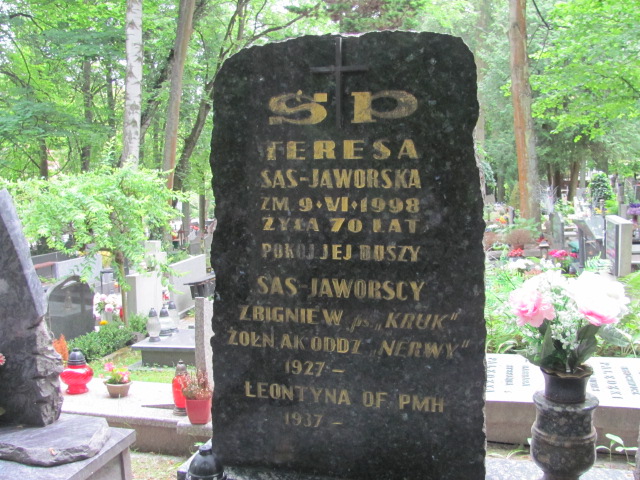 ŚP
TERESA
SAS-JAWORSKA
ZM 9·VI·1998
ŻYŁA 70 LAT
POKÓJ JEJ DUSZY
SAS-JAWORSCY
ZBIGNIEW ps „KRUK"
ŻOŁN AK ODDZ „NERWY"
1927 -
LEONTYNA OF PMH
1937 -